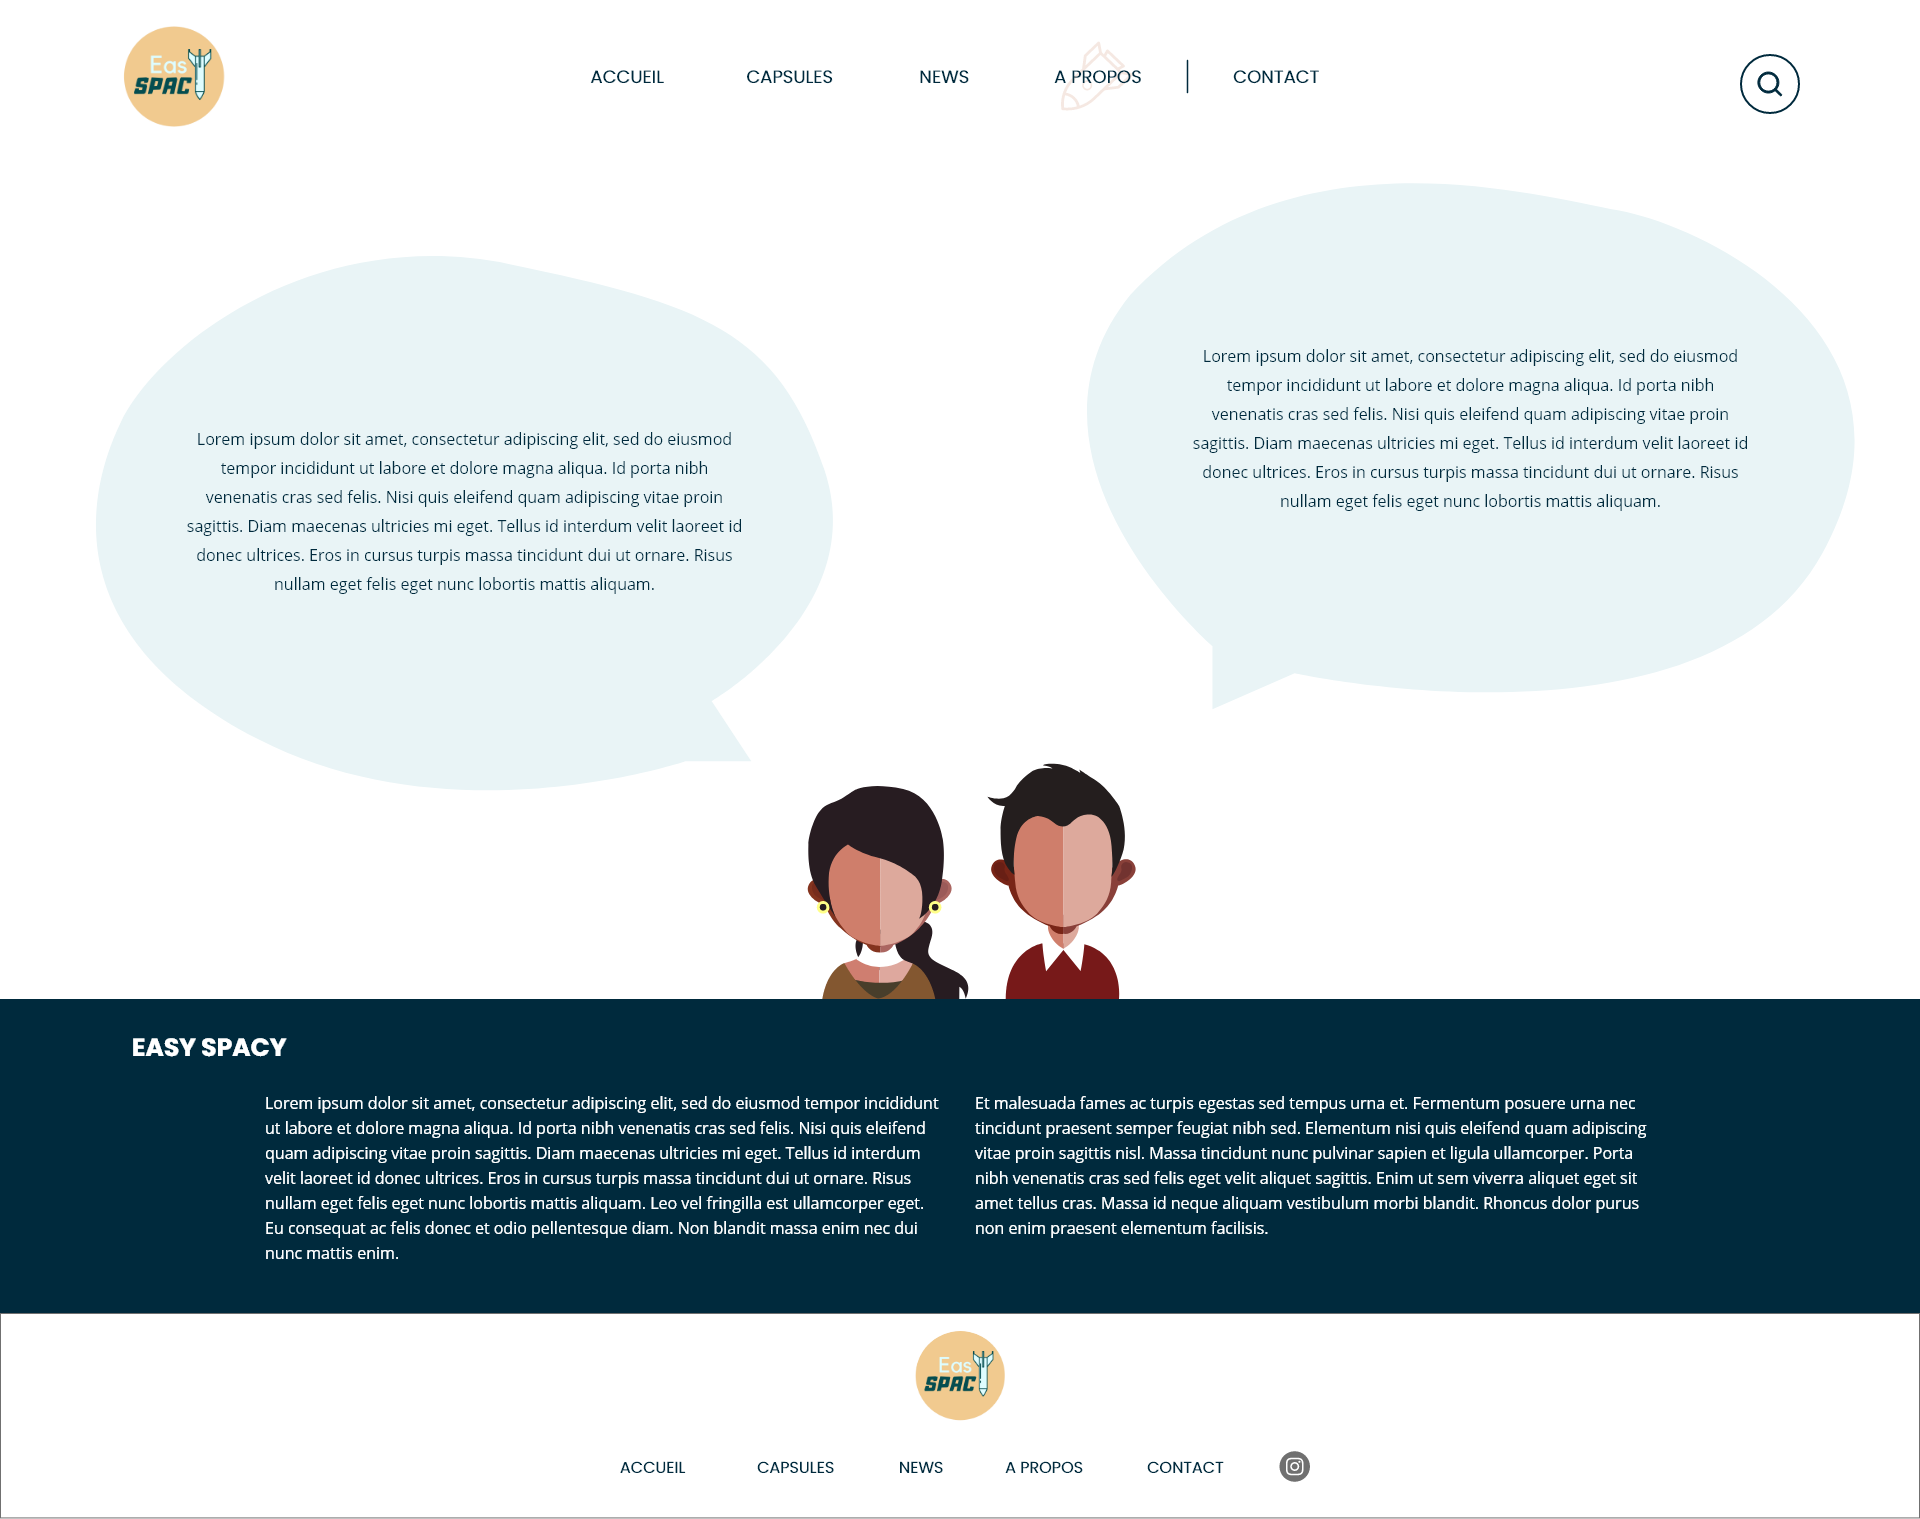 Eas
SPAC
ACCUEIL
CAPSULES
NEWS
A PROPOS
CONTACT
Lorem ipsum dolor sit amet, consectetur adipiscing elit, sed do eiusmod
tempor incididunt ut labore et dolore magna aliqua. Id porta nibh
venenatis cras sed felis. Nisi quis eleifend quam adipiscing vitae proin
sagittis. Diam maecenas ultricies mi eget. Tellus id interdum velit laoreet id
donec ultrices. Eros in cursus turpis massa tincidunt dui ut ornare. Risus
nullam eget felis eget nunc lobortis mattis aliquam.
Lorem ipsum dolor sit amet, consectetur adipiscing elit, sed do eiusmod
tempor incididunt ut labore et dolore magna aliqua. Id porta nibh
venenatis cras sed felis. Nisi quis eleifend quam adipiscing vitae proin
sagittis. Diam maecenas ultricies mi eget. Tellus id interdum velit laoreet id
donec ultrices. Eros in cursus turpis massa tincidunt dui ut ornare. Risus
nullam eget felis eget nunc lobortis mattis aliquam.
EASY SPACY
Lorem ipsum dolor sit amet, consectetur adipiscing elit, sed do eiusmod tempor incididunt
ut labore et dolore magna aliqua. Id porta nibh venenatis cras sed felis. Nisi quis eleifend
quam adipiscing vitae proin sagittis. Diam maecenas ultricies mi eget. Tellus id interdum
velit laoreet id donec ultrices. Eros in cursus turpis massa tincidunt dui ut ornare. Risus
nullam eget felis eget nunc lobortis mattis aliquam. Leo vel fringilla est ullamcorper eget.
Eu consequat ac felis donec et odio pellentesque diam. Non blandit massa enim nec dui
nunc mattis enim.
Et malesuada fames ac turpis egestas sed tempus urna et. Fermentum posuere urna nec
tincidunt praesent semper feugiat nibh sed. Elementum nisi quis eleifend quam adipiscing
vitae proin sagittis nisl. Massa tincidunt nunc pulvinar sapien et ligula ullamcorper. Porta
nibh venenatis cras sed felis eget velit aliquet sagittis. Enim ut sem viverra aliquet eget sit
amet tellus cras. Massa id neque aliquam vestibulum morbi blandit. Rhoncus dolor purus
non enim praesent elementum facilisis.
Eas
SPAC
ACCUEIL
CAPSULES
NEWS
A PROPOS
CONTACT